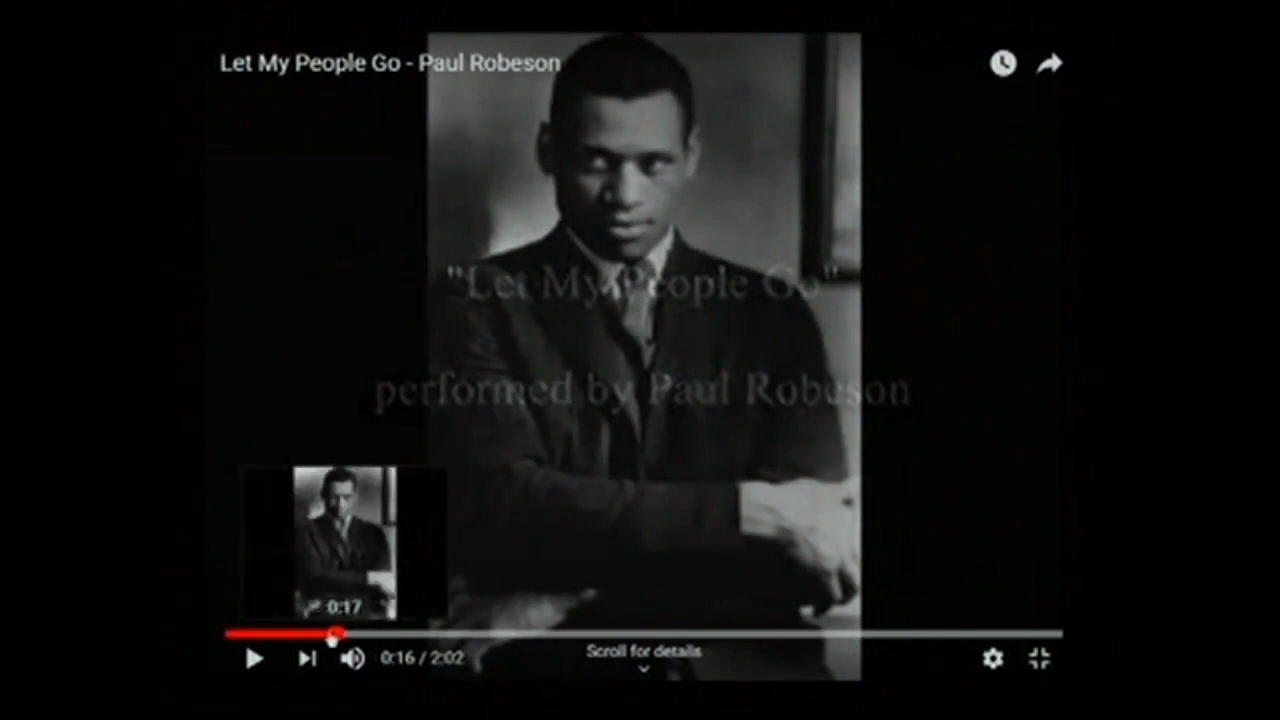 Let My People Go - Paul Robeson
"Let My People Go"
performed by Paul Robeson
0:17
0:16 / 2:02
Scroll for details